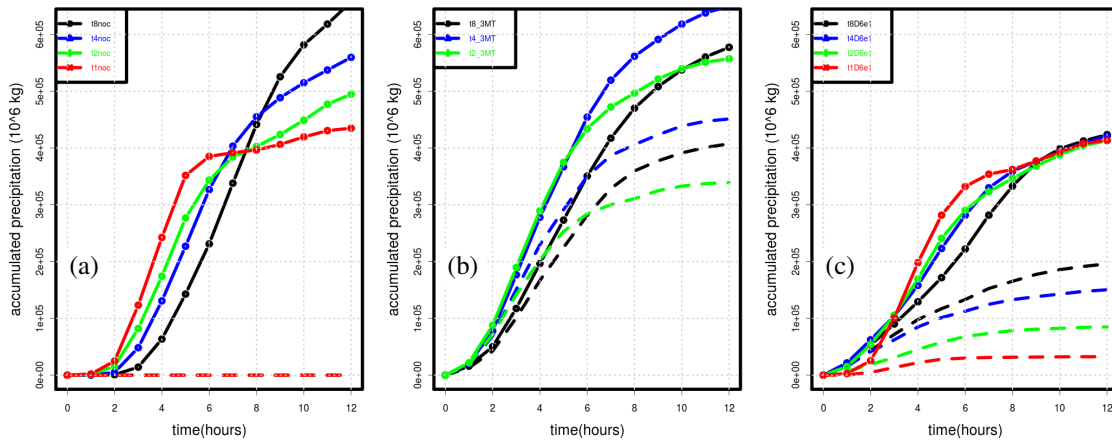 accumulated precipitation (10^6 kg)
0e+00 1e+05 2e+05 3e+05 4e+05 5e+05 6e+05
t8noc
t4noc
t2noc
t1noc
(a)
0 2 4 6 8 10 12
time(hours)
accumulated precipitation (10^6 kg)
0e+00 1e+05 2e+05 3e+05 4e+05 5e+05 6e+05
t8_3MT
t4_3MT
t2_3MT
(b)
0 2 4 6 8 10 12
time(hours)
accumulated precipitation (10^6 kg)
0e+00 1e+05 2e+05 3e+05 4e+05 5e+05 6e+05
(c)
0 2 4 6 8 10 12
time(hours)